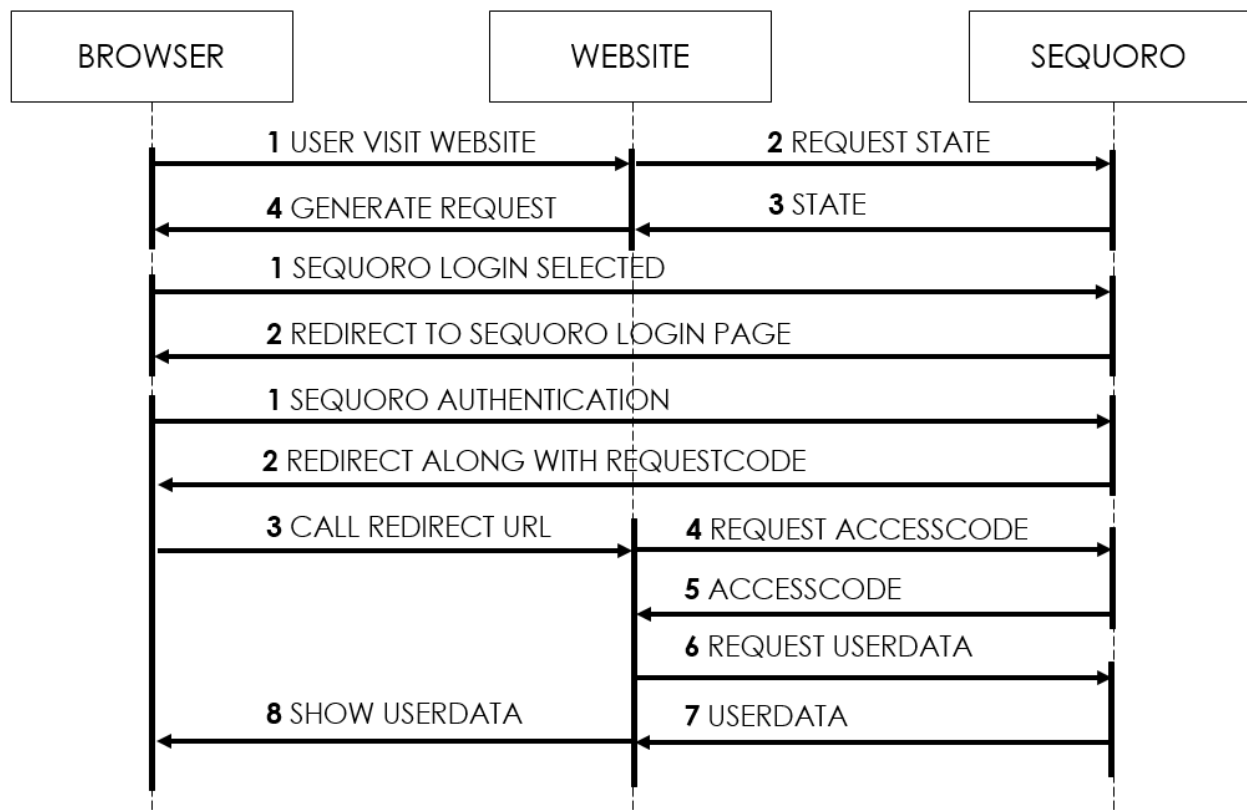 BROWSER
WEBSITE
SEQUORO
1 USER VISIT WEBSITE
2 REQUEST STATE
4 GENERATE REQUEST
3 STATE
1 SEQUORO LOGIN SELECTED
2 REDIRECT TO SEQUORO LOGIN PAGE
1 SEQUORO AUTHENTICATION
2 REDIRECT ALONG WITH REQUESTCODE
3 CALL REDIRECT URL
4 REQUEST ACCESSCODE
5 ACCESSCODE
6 REQUEST USERDATA
8 SHOW USERDATA
7 USERDATA